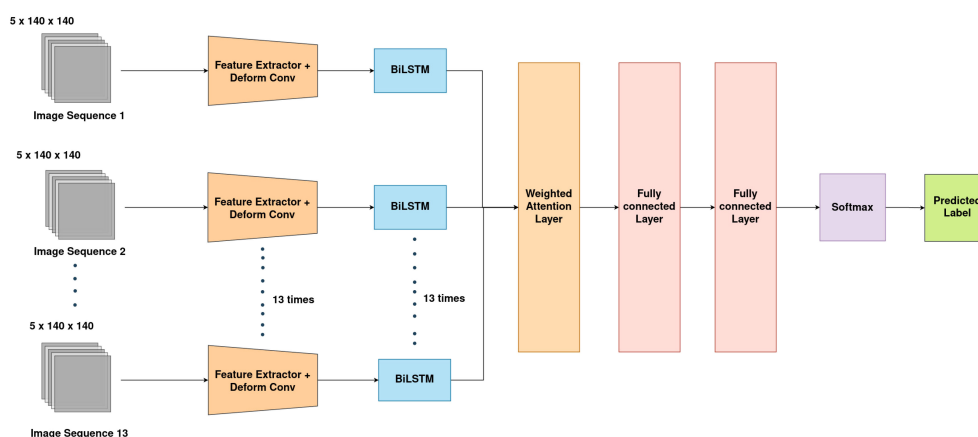 5 x 140 x 140
Image Sequence 1
Feature Extractor +
Deform Conv
BiLSTM
5 x 140 x 140
Image Sequence 2
Feature Extractor +
Deform Conv
BiLSTM
13 times
13 times
5 x 140 x 140
Image Sequence 13
Feature Extractor +
Deform Conv
BiLSTM
Weighted
Attention
Layer
Fully
connected
Layer
Fully
connected
Layer
Softmax
Predicted
Label